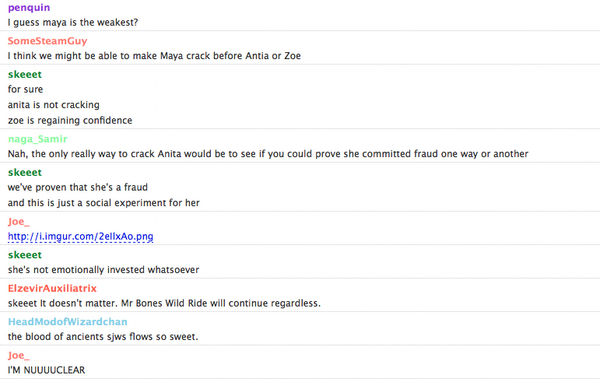 penquin
I guess maya is the weakest?
SomeSteamGuy
I think we might be able to make Maya crack before Antia or Zoe
skeeet
for sure
anita is not cracking
zoe is regaining confidence
naga_Samir
Nah, the only really way to crack Anita would be to see if you could prove she committed fraud one way or another
skeeet
we've proven that she's a fraud
and this is just a social experiment for her
Joe_
http://i.imgur.com/2eIlxAo.png
skeeet
she's not emotionally invested whatsoever
ElzevirAuxiliatrix
skeeet It doesn't matter. Mr Bones Wild Ride will continue regardless.
HeadModofWizardchan
the blood of ancients sjws flows so sweet.
Joe_
I'M NUUUUCLEAR